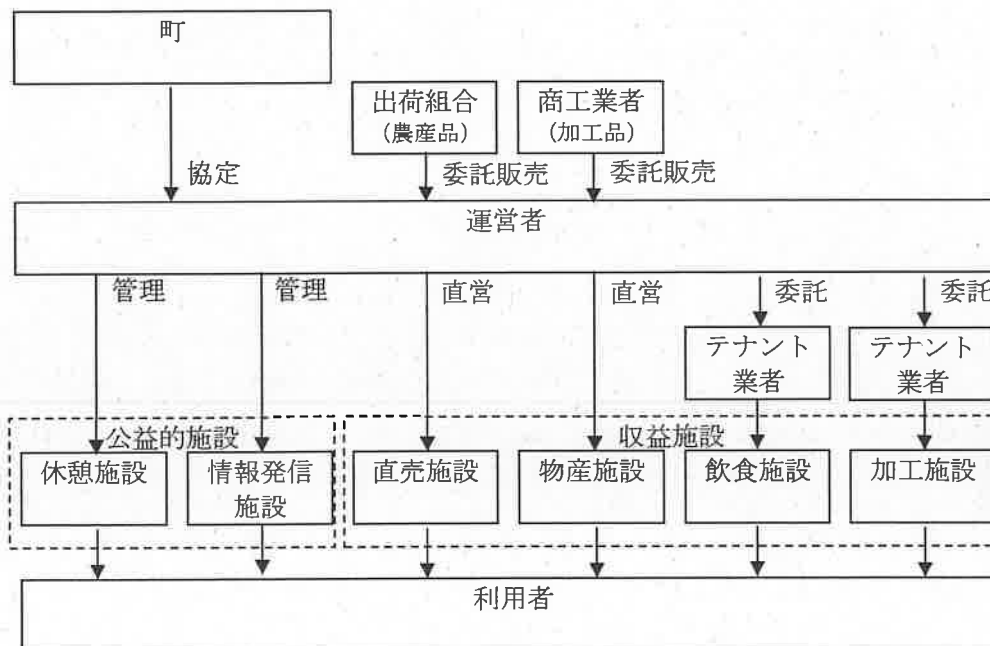 町
出荷組合
(農産品)
商工業者
(加工品)
協定
委託販売
委託販売
運営者
管理
管理
直営
直営
委託
委託
テナント
業者
テナント
業者
公益的施設
収益施設
休憩施設
情報発信
施設
直売施設
物産施設
飲食施設
加工施設
利用者